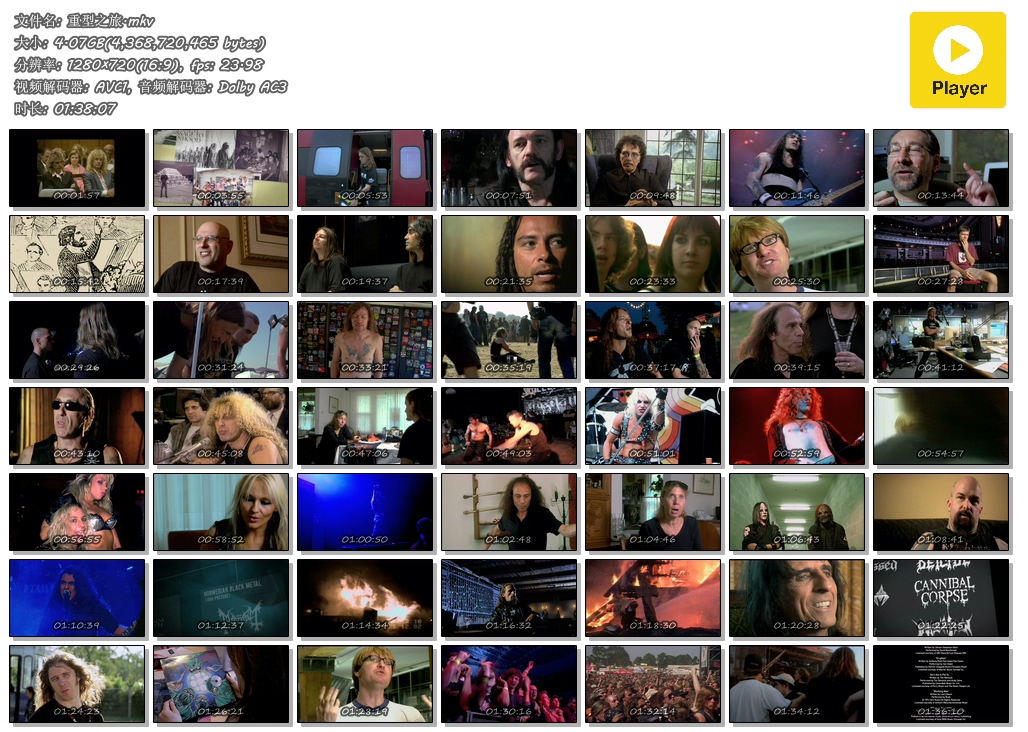 文件名: 重型之旅.mkv
大小: 4.07GB(4,368,720,465 bytes)
分辨率: 1280x720(16:9), fps: 23.98
视频解码器: AVC1, 音频解码器: Dolby AC3
时长: 01:38:07
Player
00:01:57 00:03:55 00:05:53 00:07:51 00:09:48 00:11:46 00:13:44
00:15:42 00:17:39 00:19:37 00:21:35 00:23:33 00:25:30 00:27:28
00:29:26 00:31:24 00:33:21 00:35:19 00:37:17 00:39:15 00:41:12
00:43:10 00:45:08 00:47:06 00:49:03 00:51:01 00:52:59 00:54:57
00:56:55 00:58:52 01:00:50 01:02:48 01:04:46 01:06:43 01:08:41
NORWEGIAN BLACK METAL
DEICIDE
CANNIBAL
CORPSE
01:10:39 01:12:37 01:14:34 01:16:32 01:18:30 01:20:28 01:22:25
01:24:23 01:26:21 01:28:19 01:30:16 01:32:14 01:34:12 01:36:10